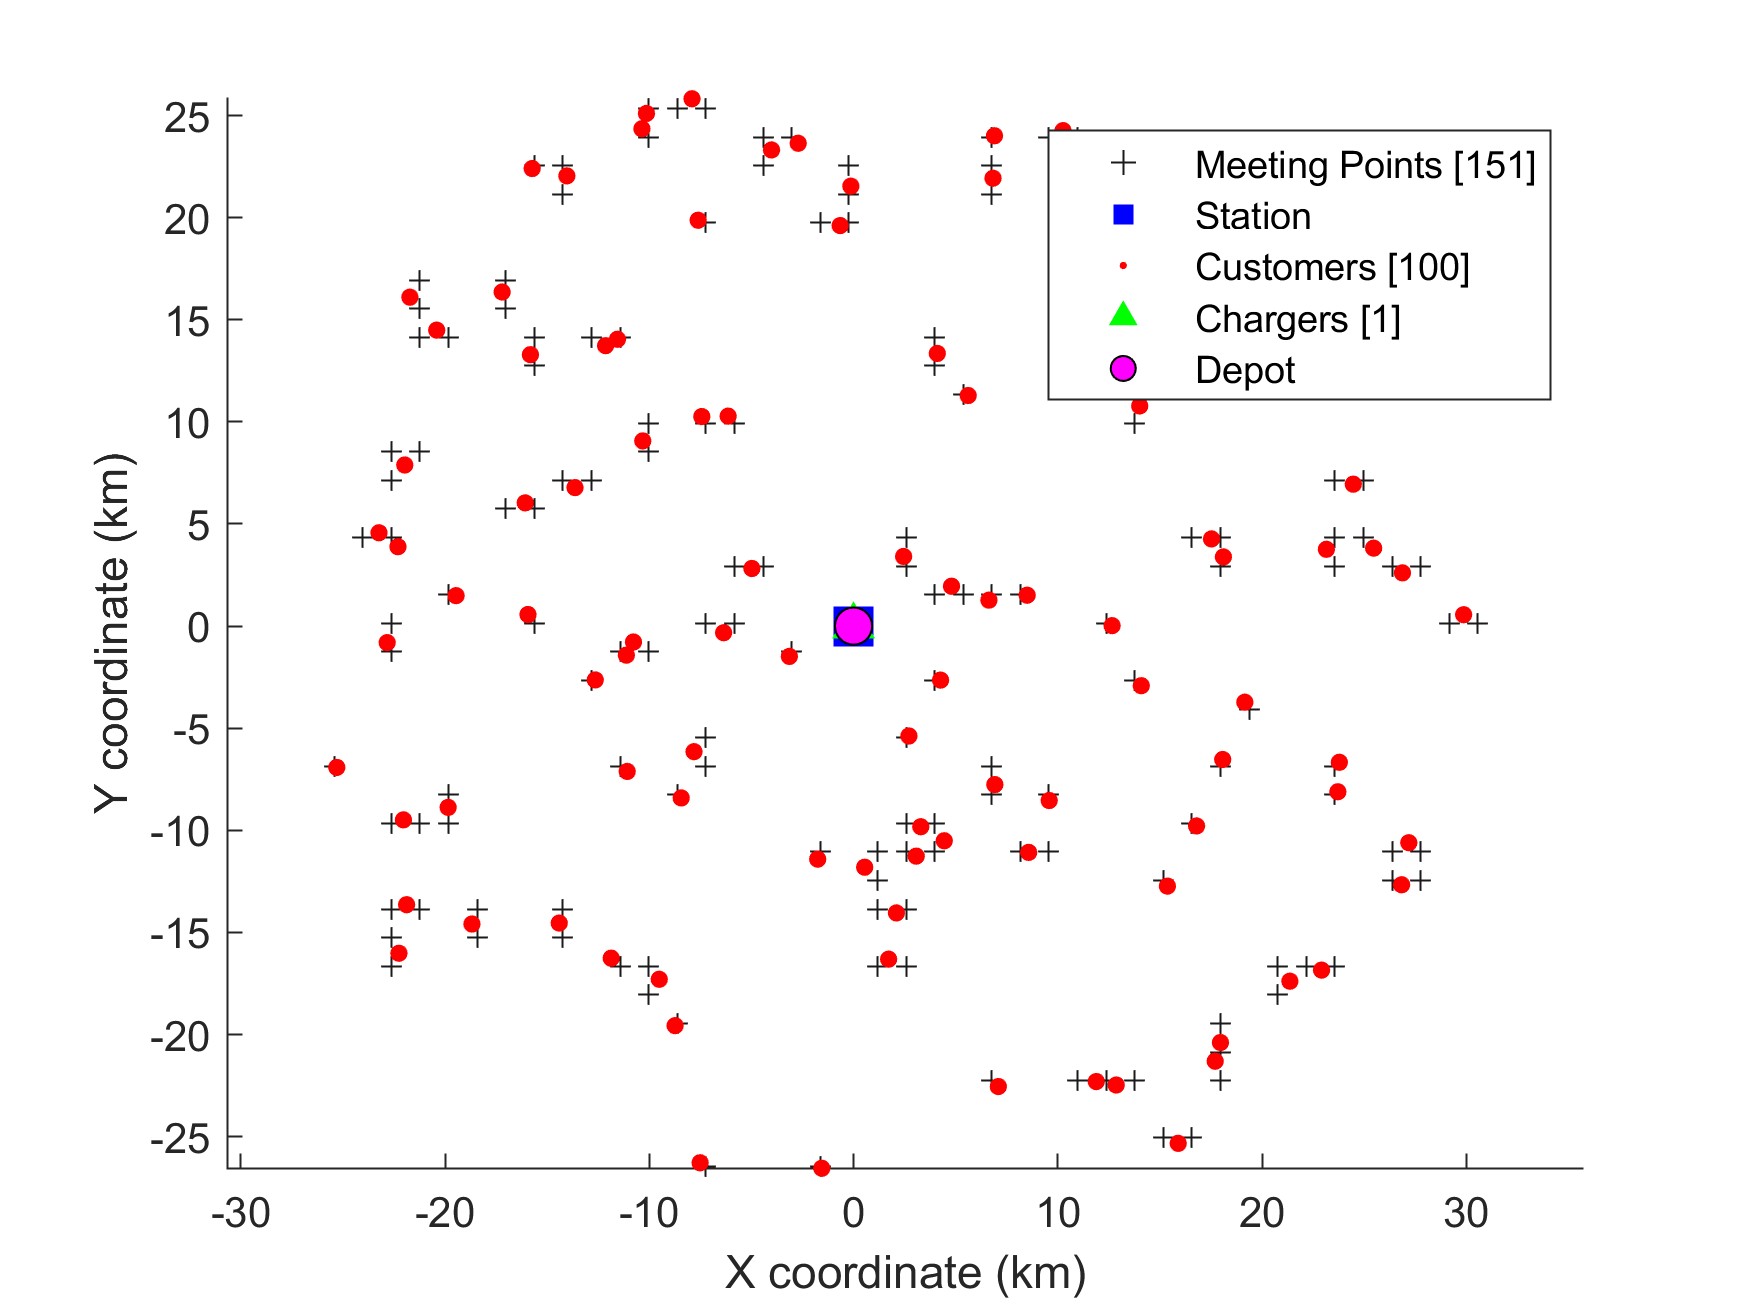 25
20
15
10
5
0
-5
-10
-15
-20
-25
Y coordinate (km)
Meeting Points [151]
Station
Customers [100]
Chargers [1]
Depot
-30 -20 -10 0 10 20 30
X coordinate (km)